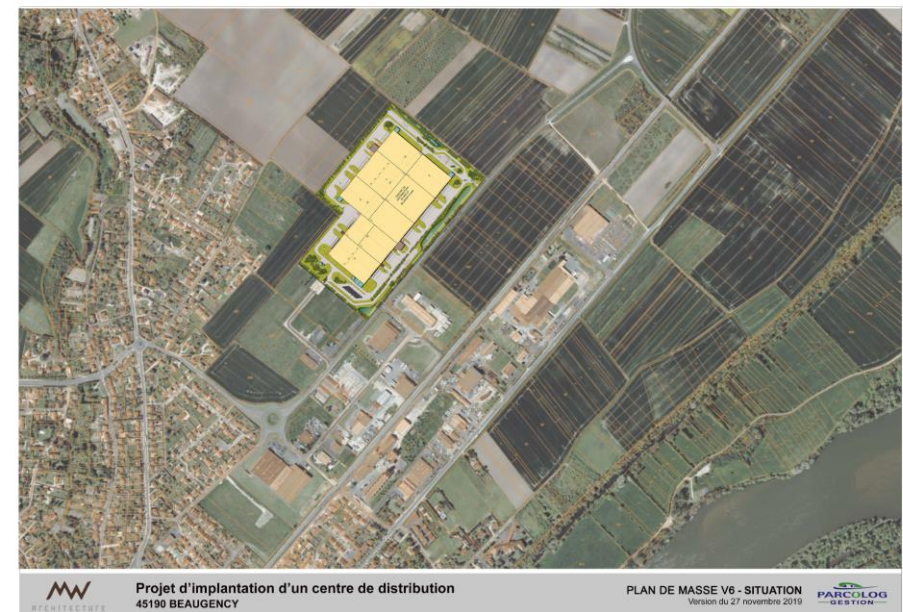 MW
ARCHITECTURE
Projet d'implantation d'un centre de distribution
45190 BEAUGENCY
PLAN DE MASSE V6 - SITUATION
Version du 27 novembre 2019
PARCOLOG
GESTION